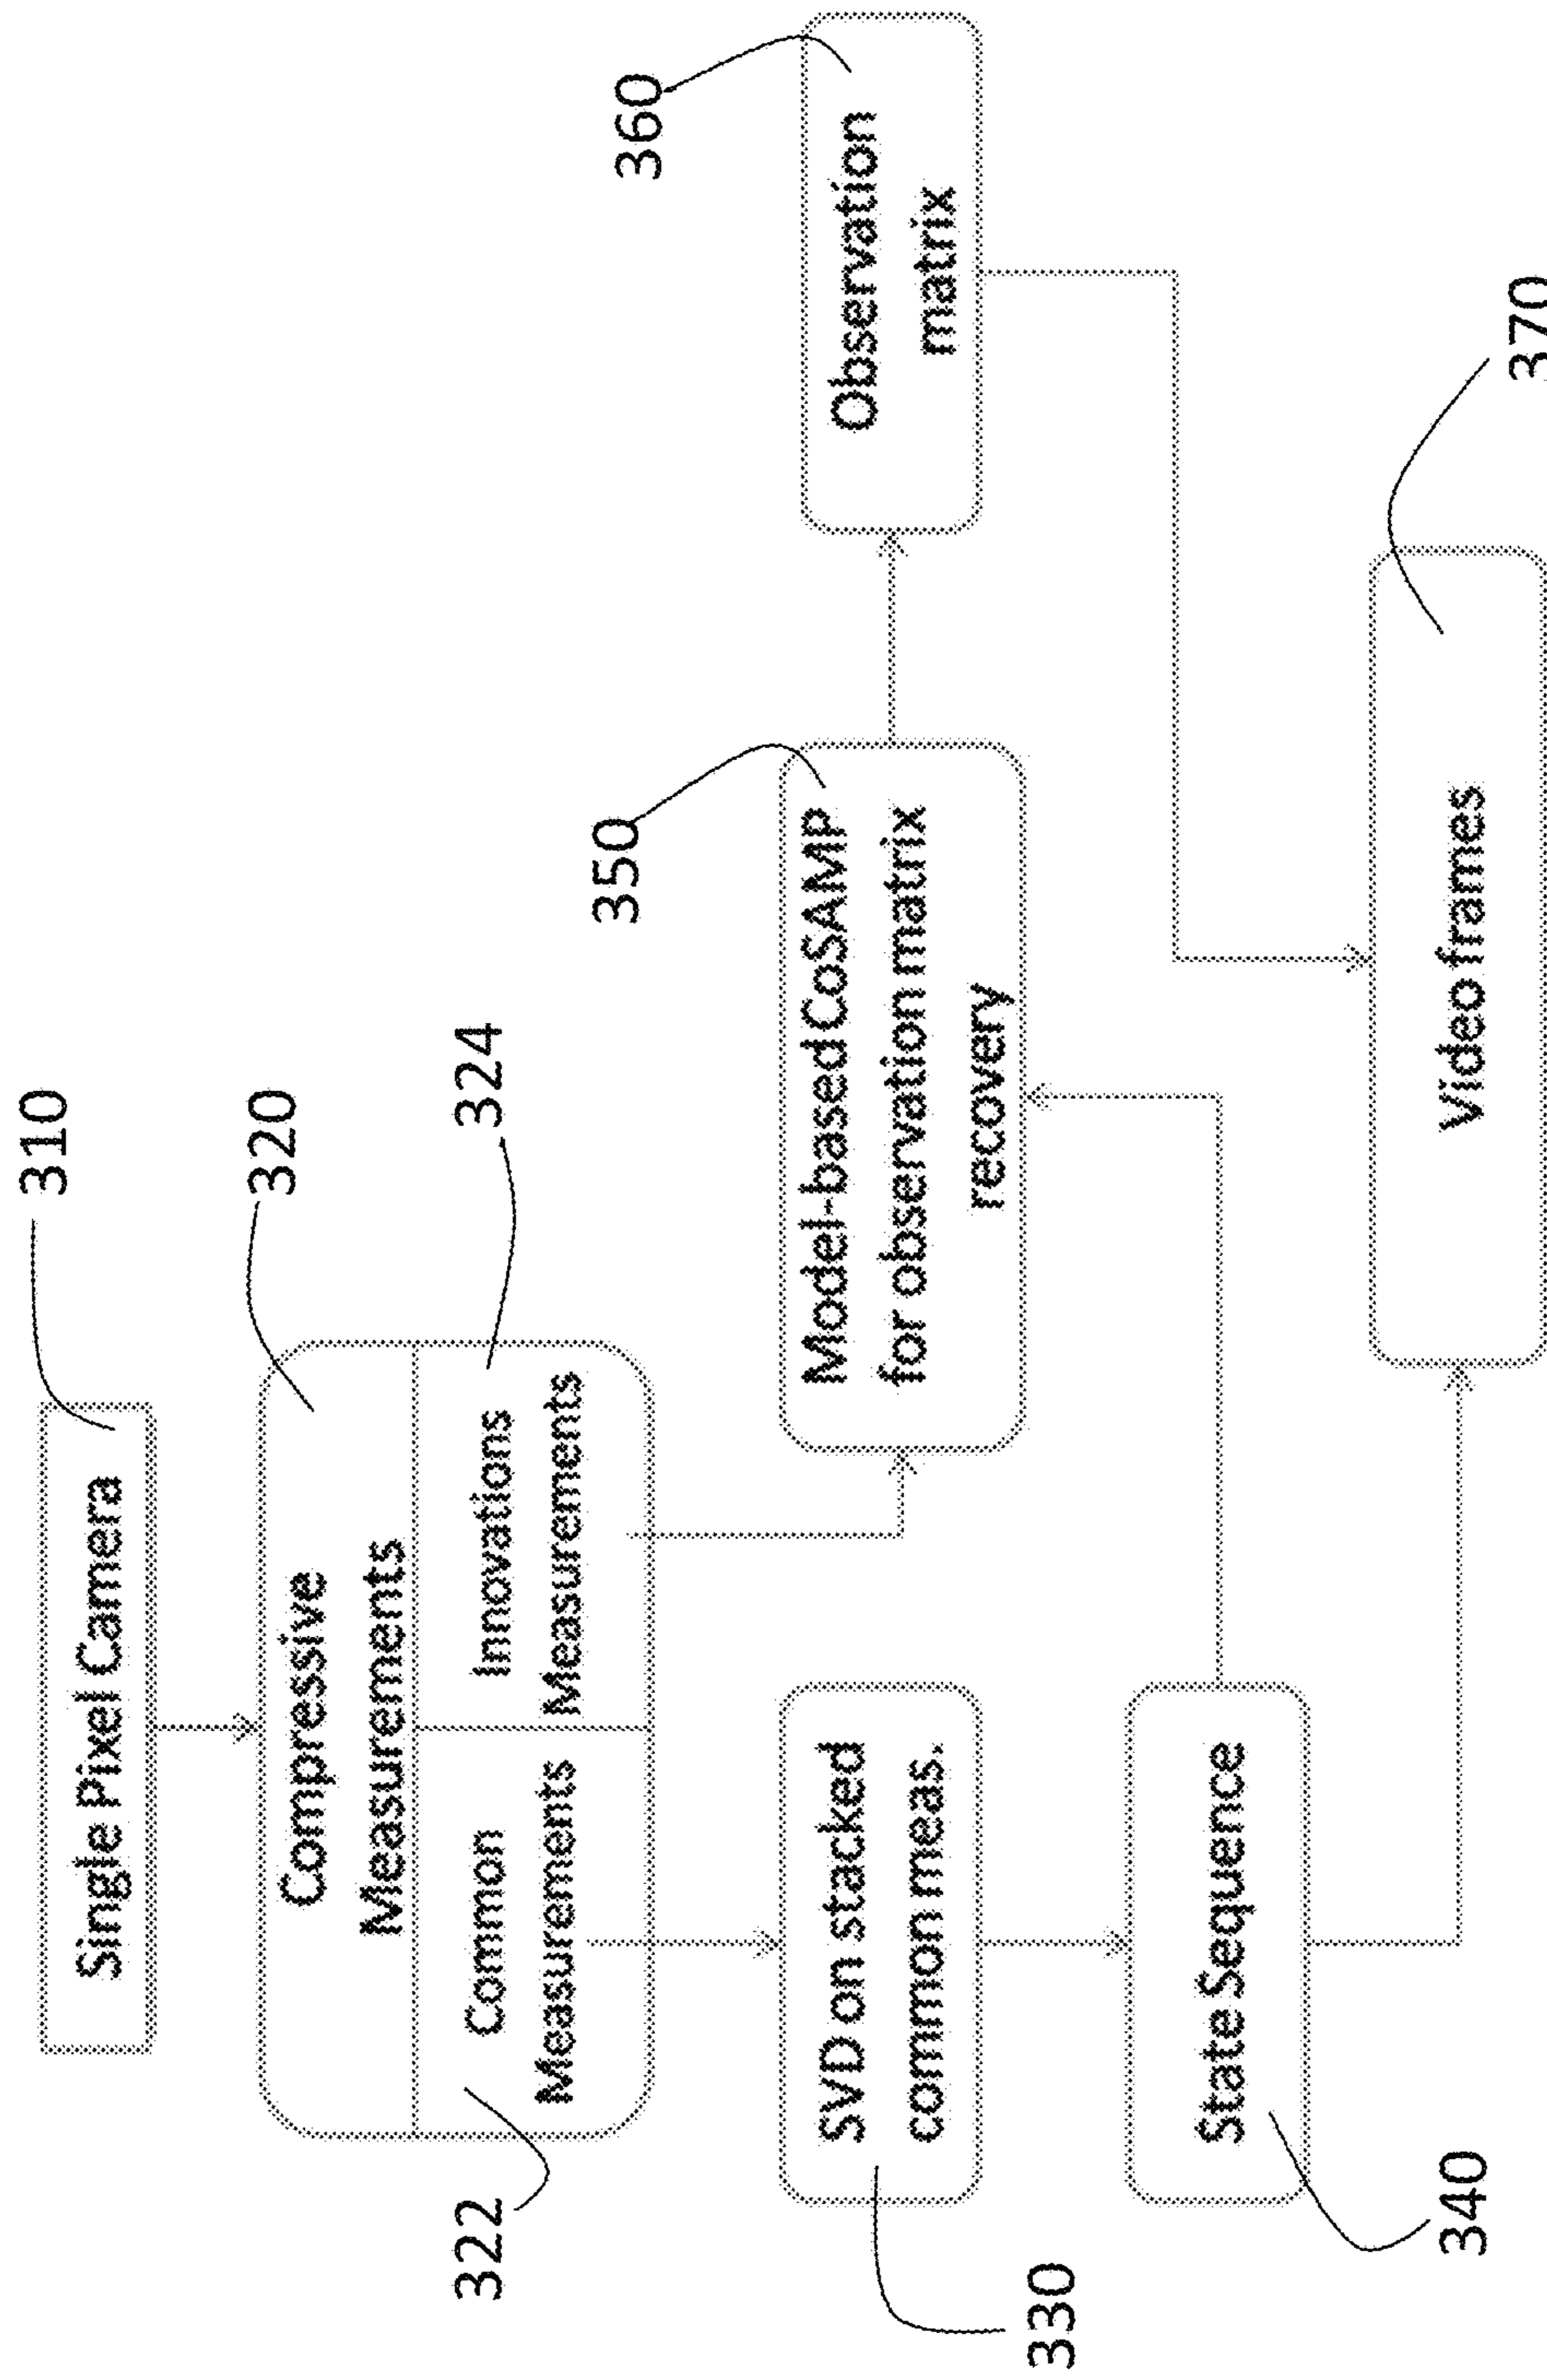 310
Single Pixel Camera
320
Compressive
Measurements
322
Common
Measurements
324
Innovations
Measurements
330
SVD on stacked
common meas.
340
State Sequence
350
Model-based CoSAMP
for observation matrix
recovery
360
Observation
matrix
370
Video frames